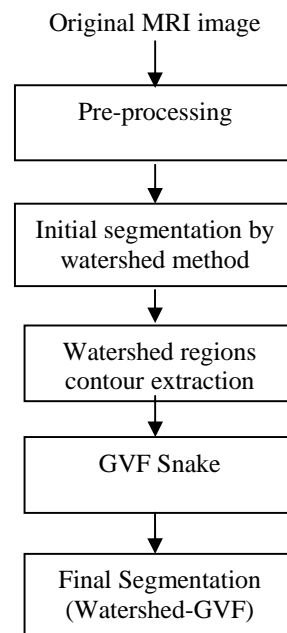 Original MRI image
Pre-processing
Initial segmentation by
watershed method
Watershed regions
contour extraction
GVF Snake
Final Segmentation
(Watershed-GVF)